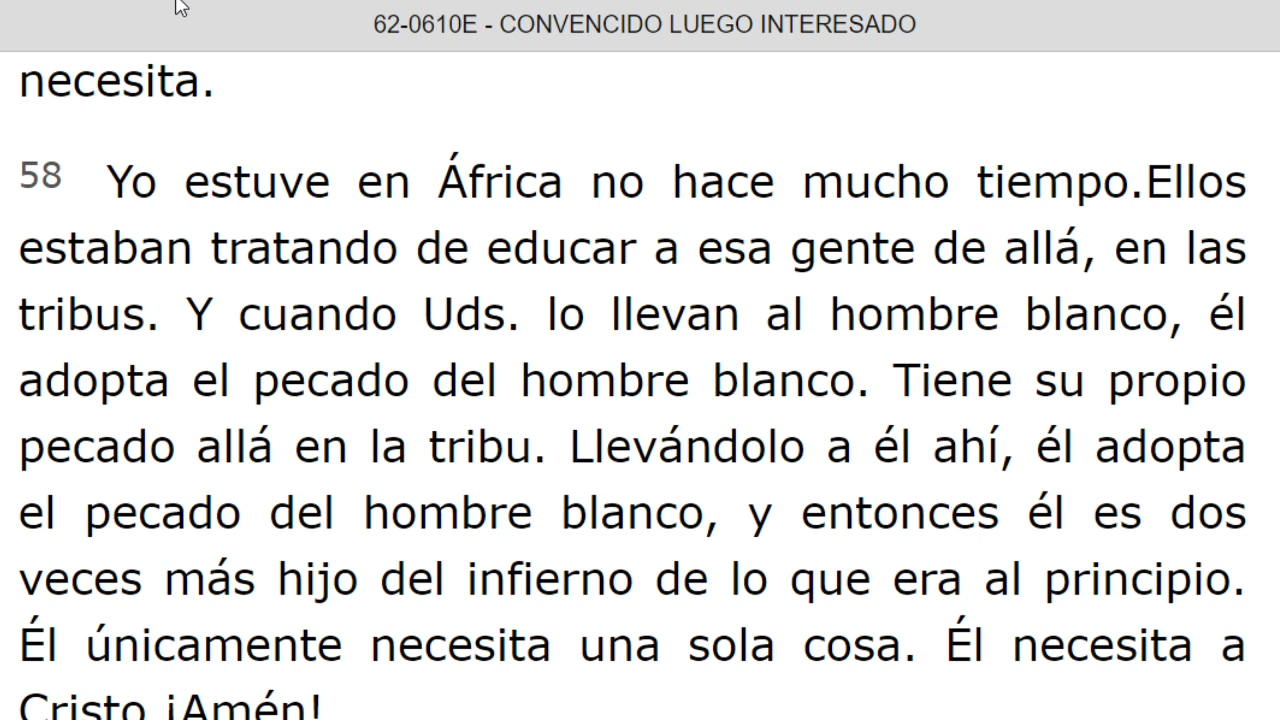 62-0610E - CONVENCIDO LUEGO INTERESADO
necesita.
58 Yo estuve en África no hace mucho tiempo.Ellos
estaban tratando de educar a esa gente de allá, en las
tribus. Y cuando Uds. lo llevan al hombre blanco, él
adopta el pecado del hombre blanco. Tiene su propio
pecado allá en la tribu. Llevándolo a él ahí, él adopta
el pecado del hombre blanco, y entonces él es dos
veces más hijo del infierno de lo que era al principio.
Él únicamente necesita una sola cosa. Él necesita a
Cristo ¡Amén!